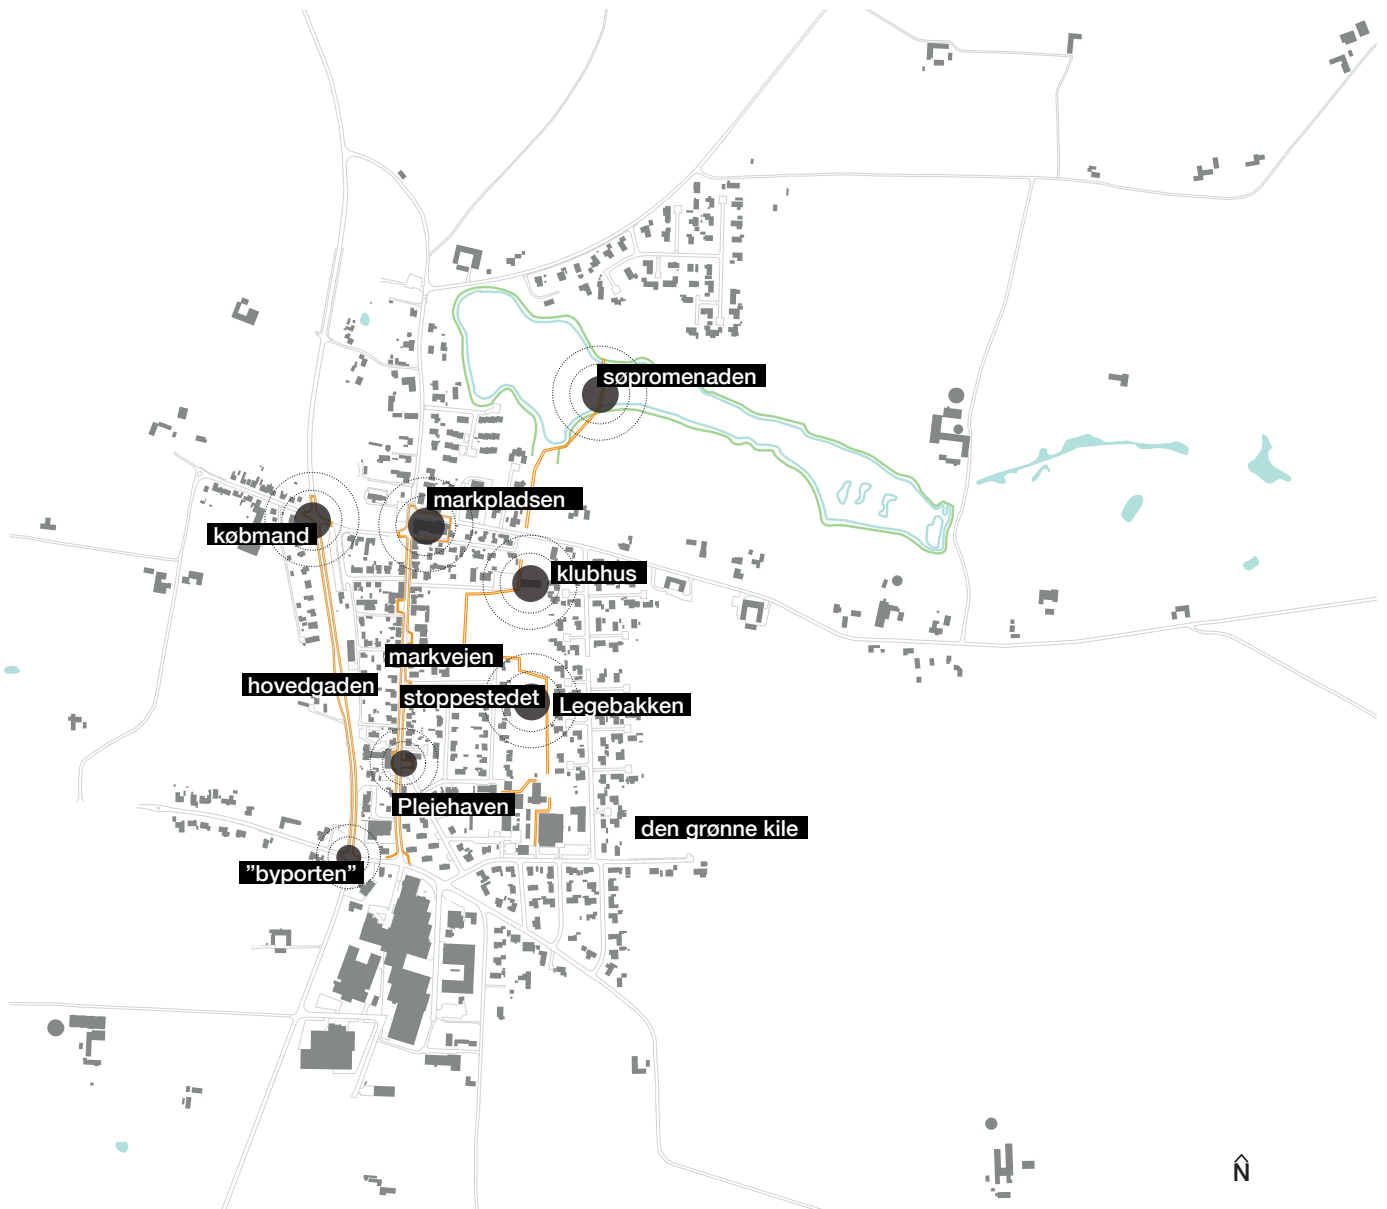 søpromenaden
markpladsen
købmand
klubhus
markvejen
hovedgaden
stoppestedet
Legebakken
Plejehaven
den grønne kile
”byporten”
N